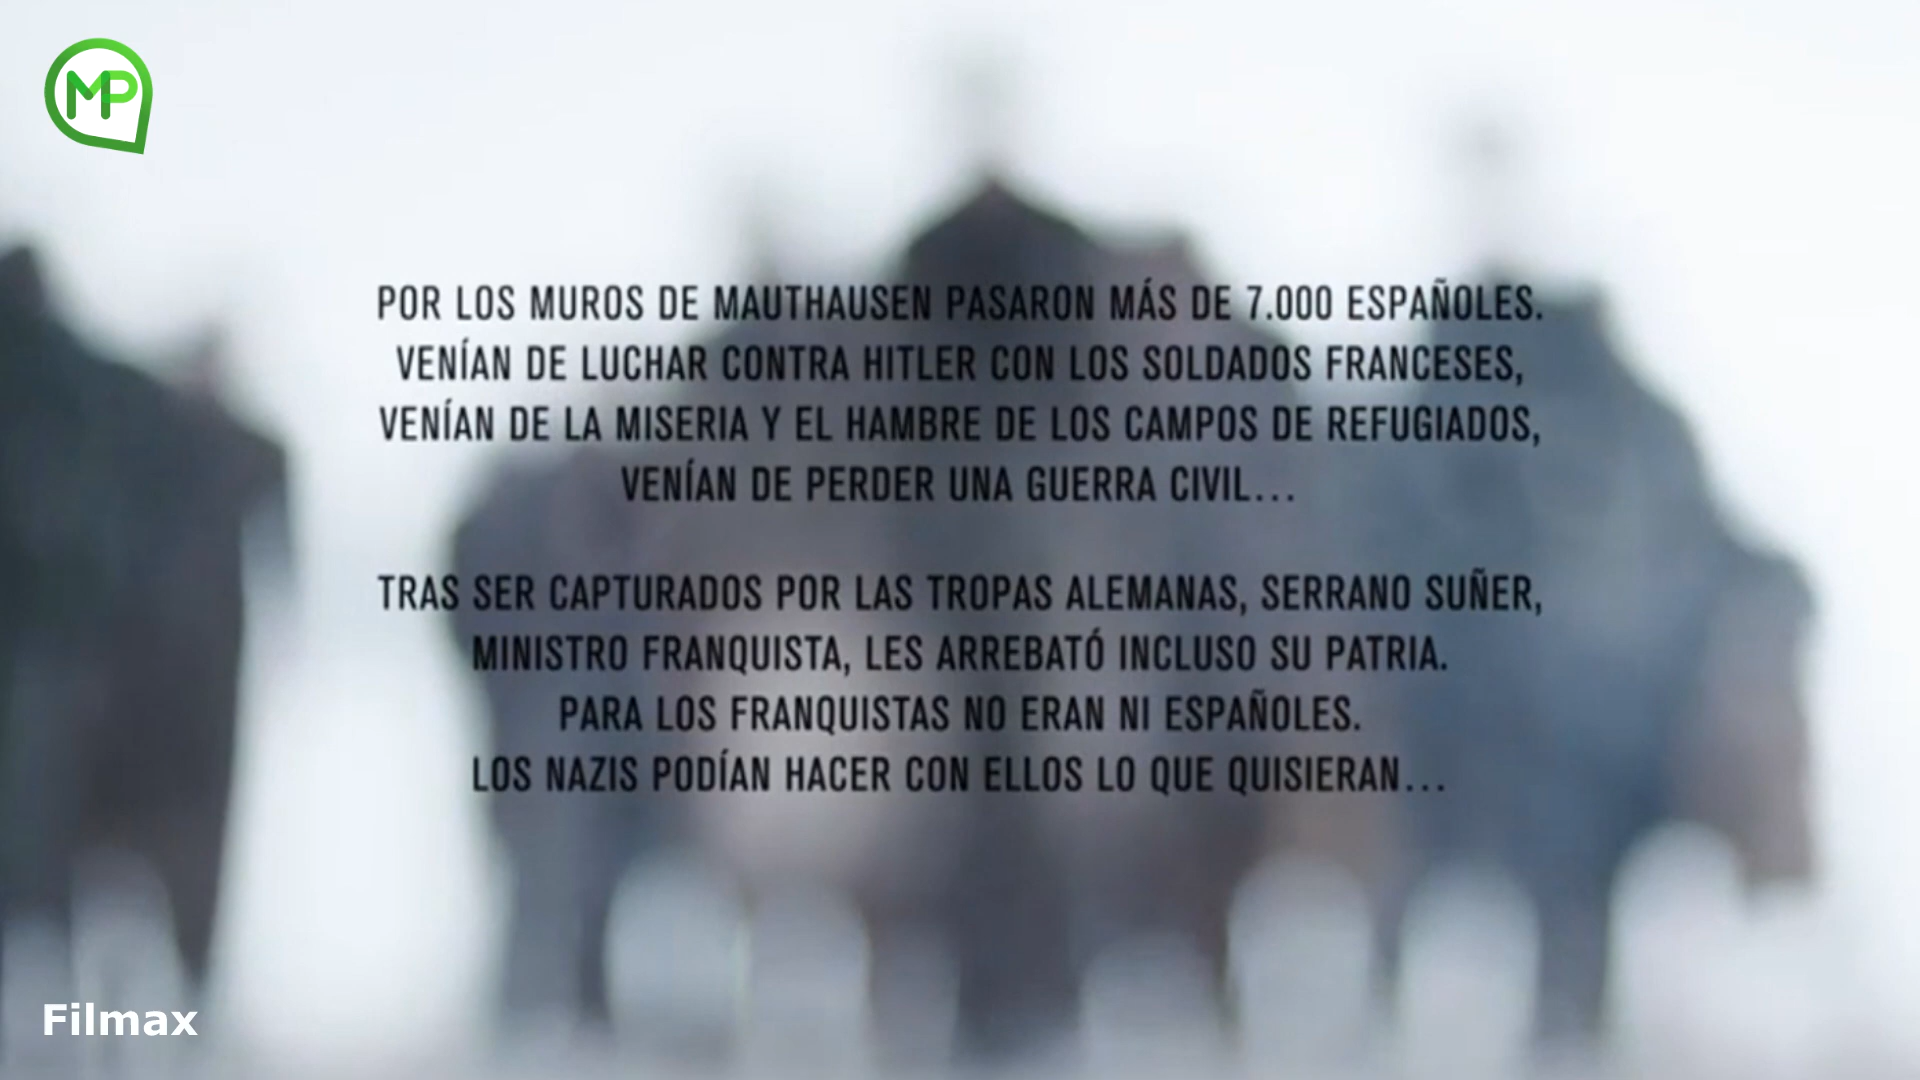 MP
POR LOS MUROS DE MAUTHAUSEN PASARON MÁS DE 7.000 ESPAÑOLES.
VENÍAN DE LUCHAR CONTRA HITLER CON LOS SOLDADOS FRANCESES,
VENÍAN DE LA MISERIA Y EL HAMBRE DE LOS CAMPOS DE REFUGIADOS,
VENÍAN DE PERDER UNA GUERRA CIVIL...
TRAS SER CAPTURADOS POR LAS TROPAS ALEMANAS, SERRANO SUÑER,
MINISTRO FRANQUISTA, LES ARREBATÓ INCLUSO SU PATRIA.
PARA LOS FRANQUISTAS NO ERAN NI ESPAÑOLES.
LOS NAZIS PODÍAN HACER CON ELLOS LO QUE QUISIERAN...
Filmax